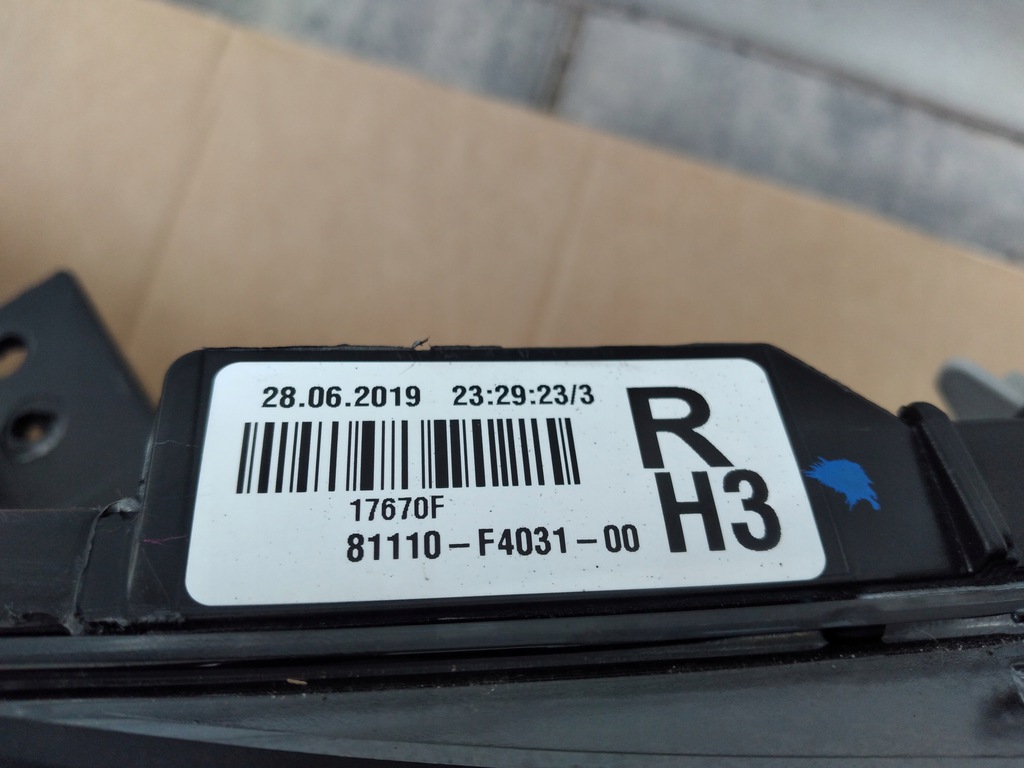 28.06.2019 23:29:23/3
R
H3
17670F
81110-F4031-00